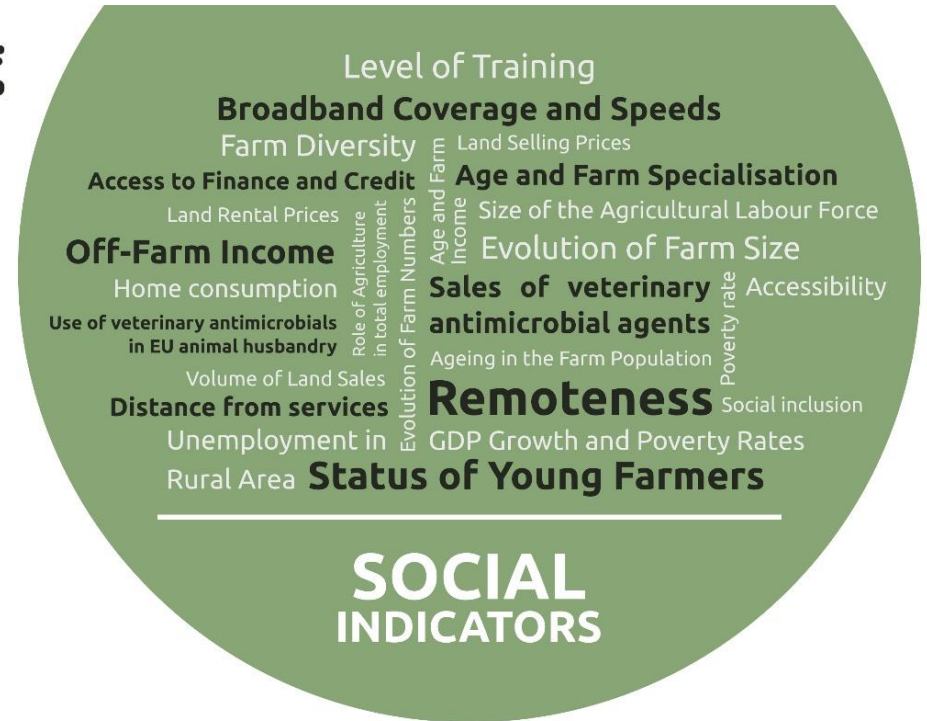 Level of Training
Broadband Coverage and Speeds
Farm Diversity
Land Selling Prices
Access to Finance and Credit
Age and Farm
Income
Age and Farm Specialisation
Land Rental Prices
Size of the Agricultural Labour Force
Off-Farm Income
Role of Agriculture
in total employment
Evolution of Farm Numbers
Evolution of Farm Size
Home consumption
Sales of veterinary
antimicrobial agents
Poverty rate
Accessibility
Use of veterinary antimicrobials
in EU animal husbandry
Ageing in the Farm Population
Volume of Land Sales
Distance from services
Remoteness
Social inclusion
Unemployment in
Rural Area
GDP Growth and Poverty Rates
Status of Young Farmers
SOCIAL
INDICATORS